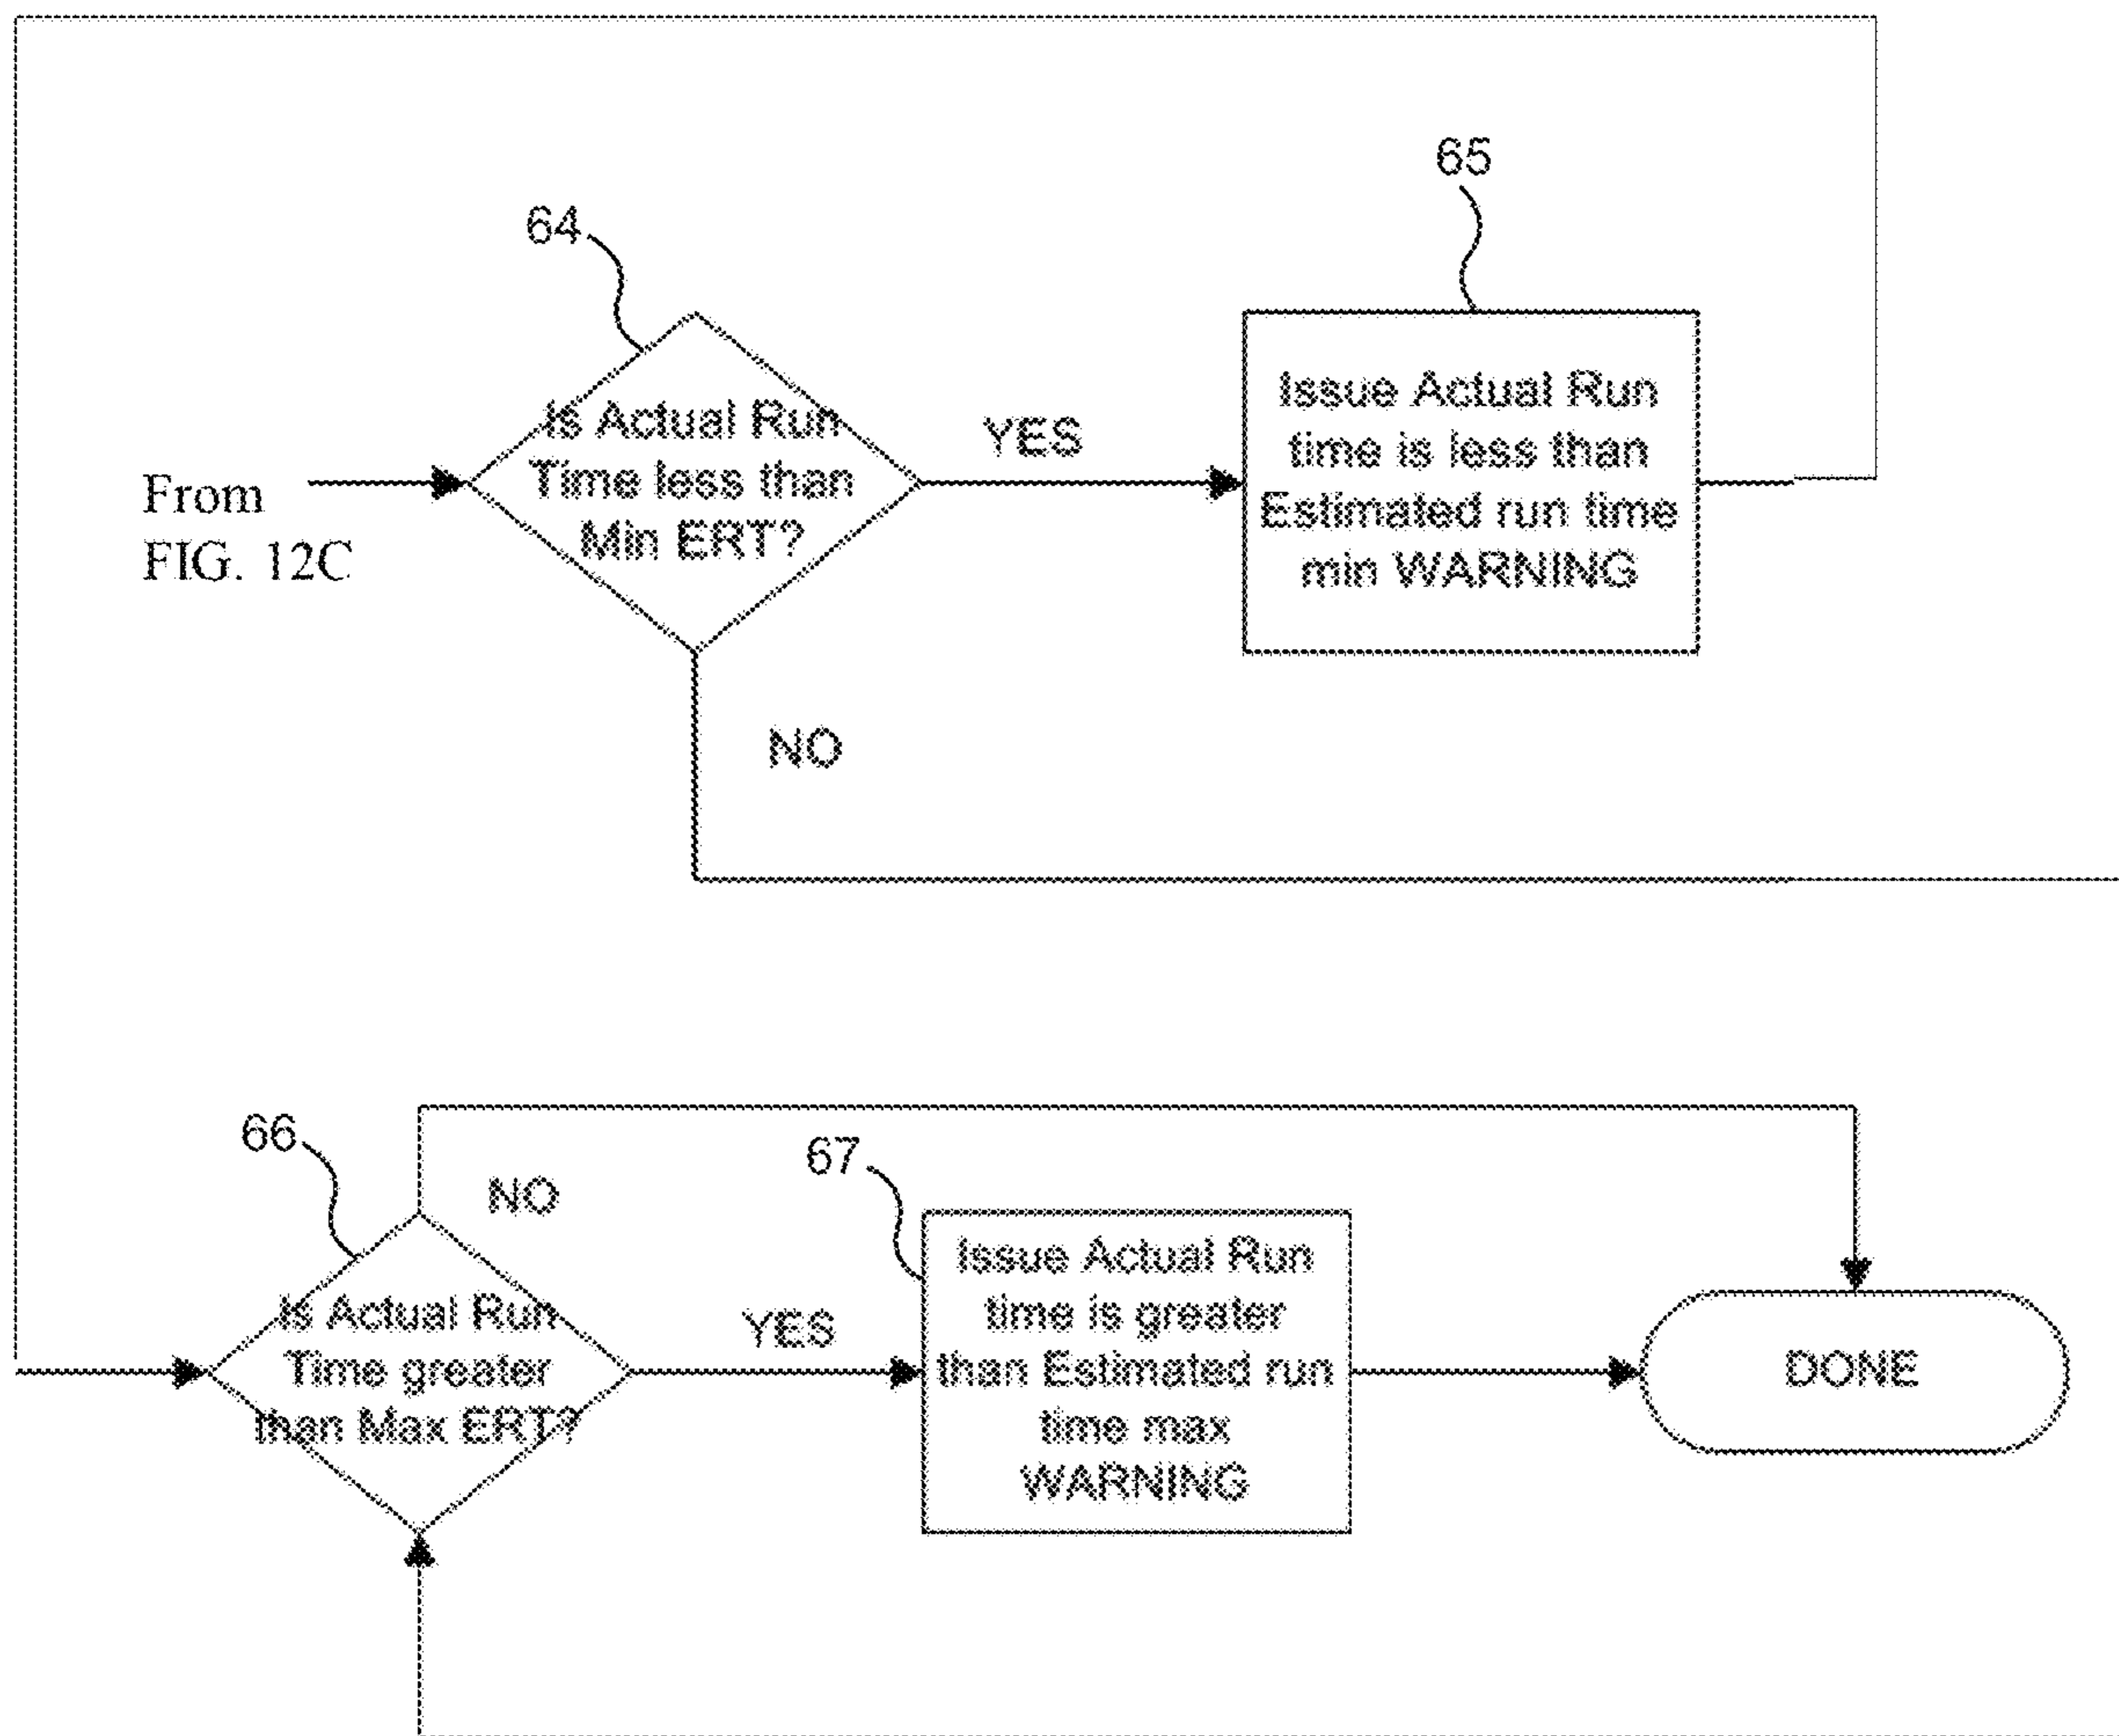 65
64
Is Actual Run
Time less than
Min ERT?
YES
Issue Actual Run
time is less than
Estimated run time
min WARNING
From
FIG. 12C
NO
66
67
NO
Is Actual Run
Time greater
than Max ERT?
YES
Issue Actual Run
time is greater
than Estimated run
time max
WARNING
DONE